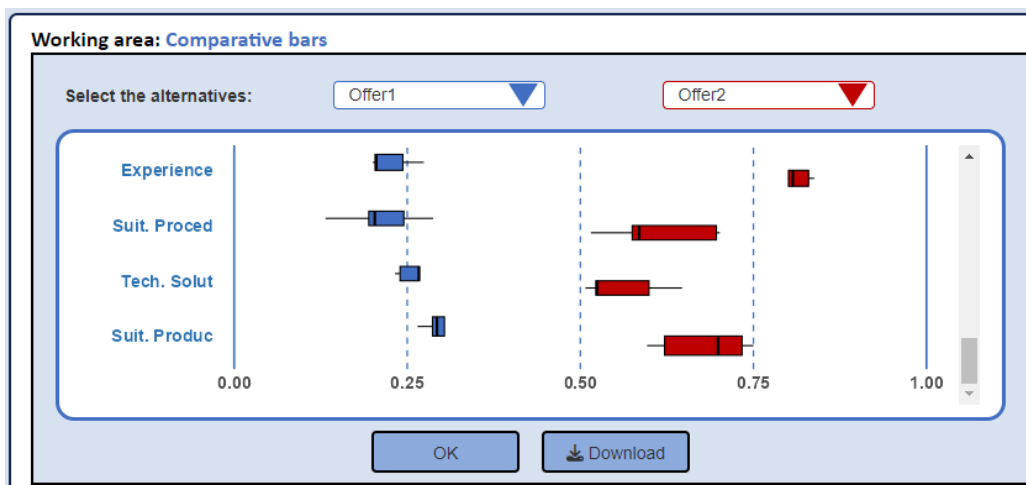 Working area: Comparative bars
Select the alternatives: Offer1 Offer2
Experience
Suit. Proced
Tech. Solut
Suit. Produc
0.00 0.25 0.50 0.75 1.00
OK Download